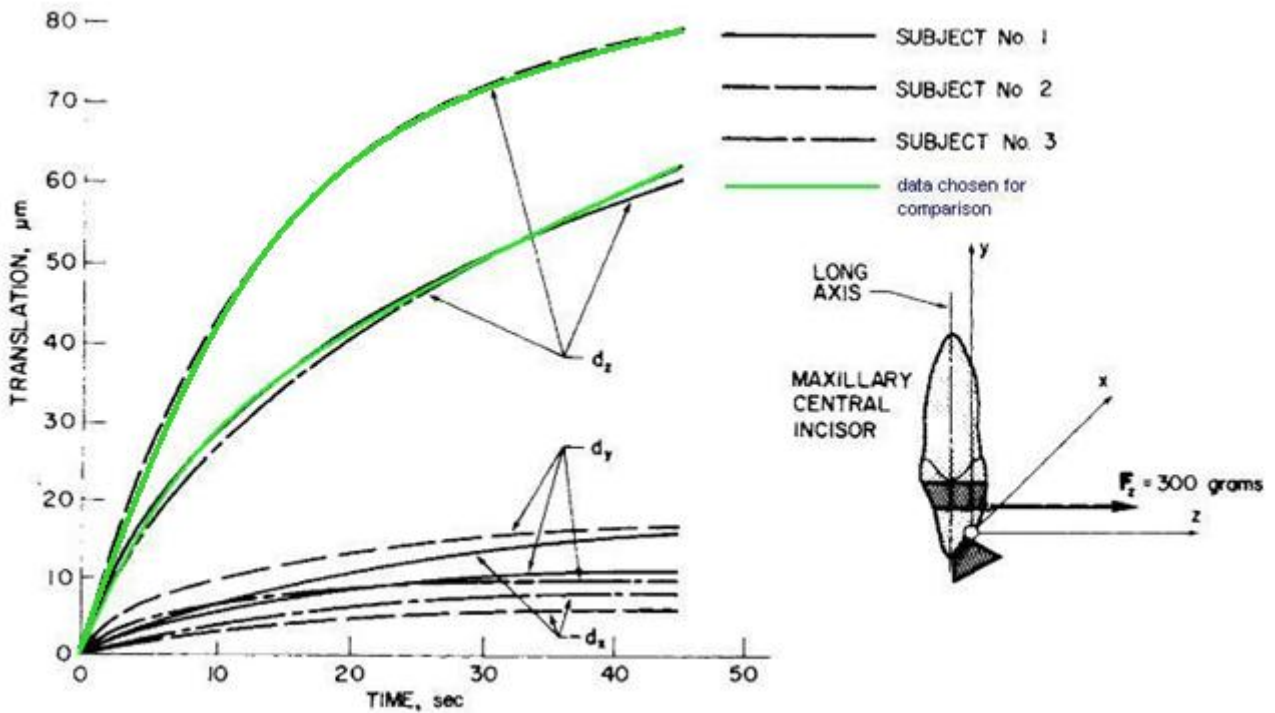 80
70
60
50
40
30
20
10
0
TRANSLATION, µm
0
10
20
30
40
50
TIME, sec
d_z
d_y
d_x
SUBJECT No. 1
SUBJECT No 2
SUBJECT No. 3
data chosen for
comparison
y
LONG
AXIS
x
MAXILLARY
CENTRAL
INCISOR
F_z = 300 grams
z